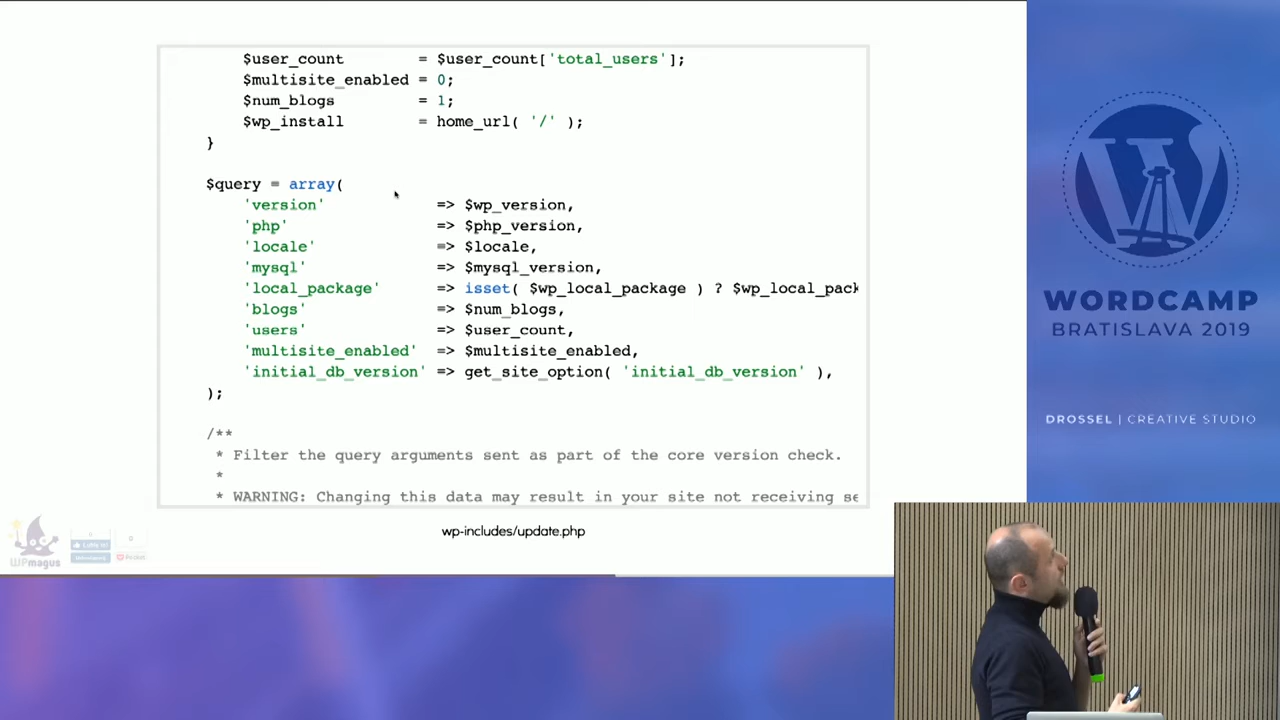 $user_count = $user_count['total_users'];
$multisite_enabled = 0;
$num_blogs = 1;
$wp_install = home_url( '/' );
}
$query = array(
'version' => $wp_version,
'php' => $php_version,
'locale' => $locale,
'mysql' => $mysql_version,
'local_package' => isset( $wp_local_package ) ? $wp_local_pack
'blogs' => $num_blogs,
'users' => $user_count,
'multisite_enabled' => $multisite_enabled,
'initial_db_version' => get_site_option( 'initial_db_version' ),
);
/**
* Filter the query arguments sent as part of the core version check.
*
* WARNING: Changing this data may result in your site not receiving se
wp-includes/update.php
WPmagus
WORDCAMP
BRATISLAVA 2019
DROSSEL | CREATIVE STUDIO